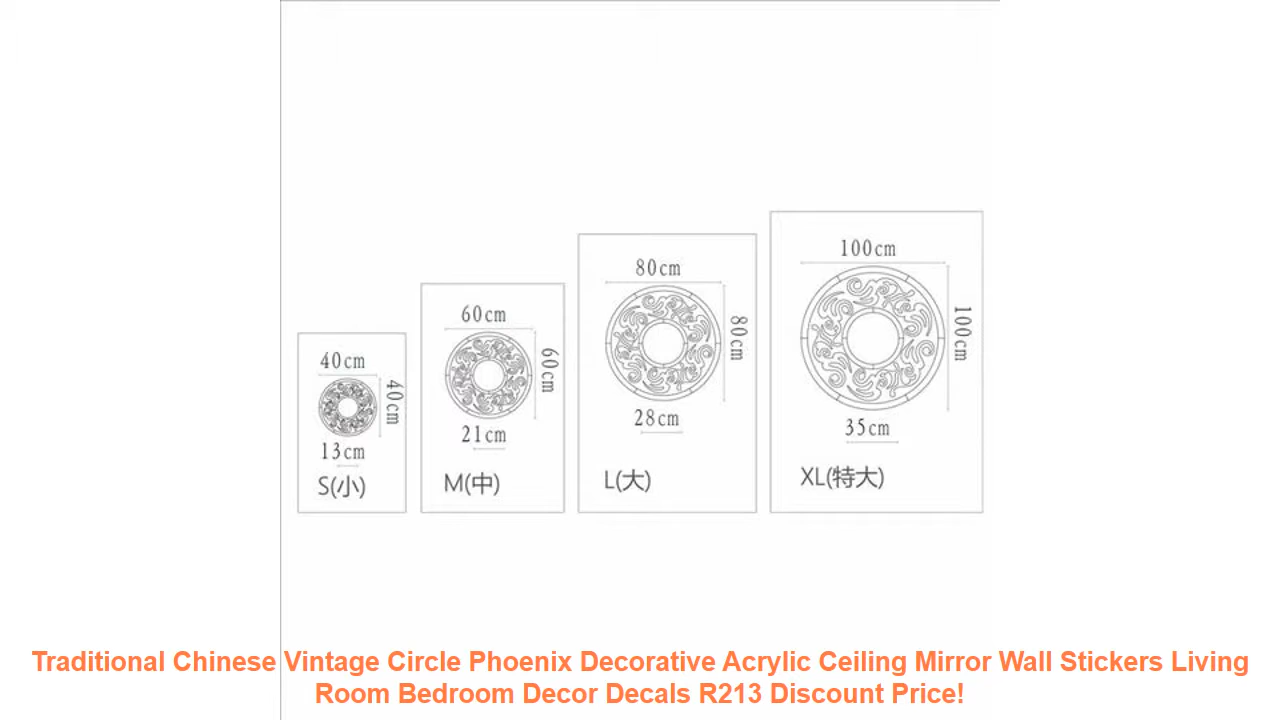 40cm
40cm
13cm
S(小)
60cm
60cm
21cm
M(中)
80cm
80cm
28cm
L(大)
100cm
100cm
35cm
XL(特大)
Traditional Chinese Vintage Circle Phoenix Decorative Acrylic Ceiling Mirror Wall Stickers Living
Room Bedroom Decor Decals R213 Discount Price!